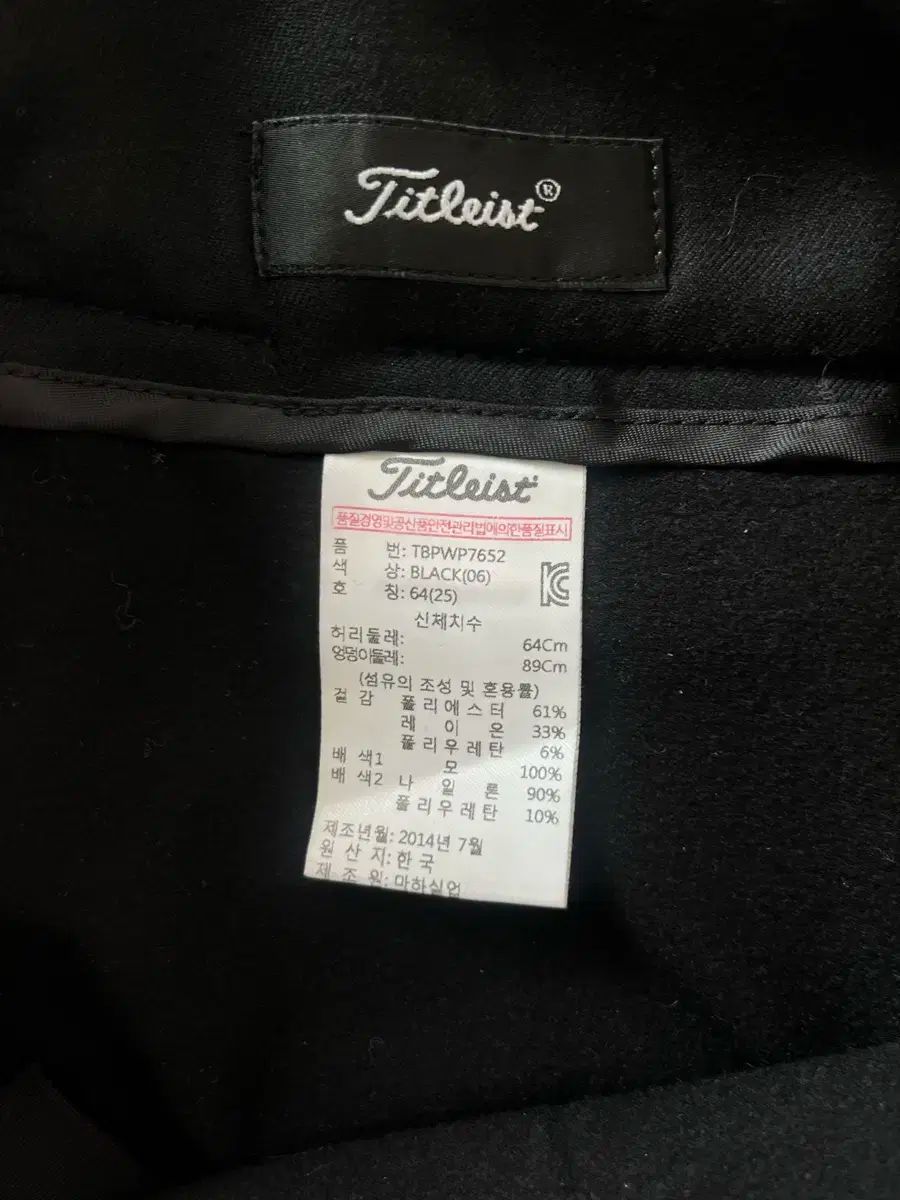 Titleist®
Titleist
품질경영및공산품안전관리법에의한품질표시
품 번: TBPWP7652
색 상: BLACK(06)
호 칭: 64(25)
신체치수
허리둘레: 64Cm
엉덩이둘레: 89Cm
(섬유의 조성 및 혼용률)
겉 감 폴리에스터 61%
레 이 온 33%
폴리우레탄 6%
배 색1 모 100%
배 색2 나 일 론 90%
폴리우레탄 10%
제조년월: 2014년 7월
원 산 지: 한 국
제 조 원: 마하실업